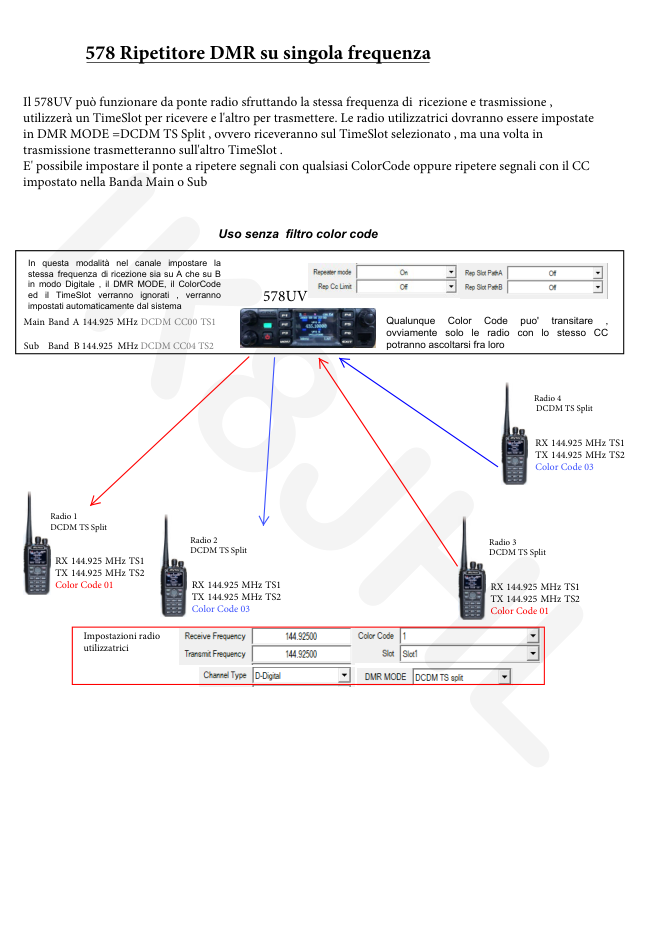 578 Ripetitore DMR su singola frequenza
Il 578UV può funzionare da ponte radio sfruttando la stessa frequenza di ricezione e trasmissione ,
utilizzerà un TimeSlot per ricevere e l'altro per trasmettere. Le radio utilizzatrici dovranno essere impostate
in DMR MODE =DCDM TS Split , ovvero riceveranno sul TimeSlot selezionato , ma una volta in
trasmissione trasmetteranno sull'altro TimeSlot .
E' possibile impostare il ponte a ripetere segnali con qualsiasi ColorCode oppure ripetere segnali con il CC
impostato nella Banda Main o Sub
Uso senza filtro color code
In questa modalità nel canale impostare la
stessa frequenza di ricezione sia su A che su B
in modo Digitale , il DMR MODE, il ColorCode
ed il TimeSlot verranno ignorati , verranno
impostati automaticamente dal sistema
Main Band A 144.925 MHz DCDM CC00 TS1
Sub Band B 144.925 MHz DCDM CC04 TS2
578UV
Repeater mode On Rep Slot PathA Off
Rep Cc Limit Off Rep Slot PathB Off
Qualunque Color Code puo' transitare ,
ovviamente solo le radio con lo stesso CC
potranno ascoltarsi fra loro
Radio 4
DCDM TS Split
RX 144.925 MHz TS1
TX 144.925 MHz TS2
Color Code 03
Radio 1
DCDM TS Split
RX 144.925 MHz TS1
TX 144.925 MHz TS2
Color Code 01
Radio 2
DCDM TS Split
RX 144.925 MHz TS1
TX 144.925 MHz TS2
Color Code 03
Radio 3
DCDM TS Split
RX 144.925 MHz TS1
TX 144.925 MHz TS2
Color Code 01
Impostazioni radio
utilizzatrici
Receive Frequency 144.92500 Color Code 1
Transmit Frequency 144.92500 Slot Slot1
Channel Type D-Digital DMR MODE DCDM TS split